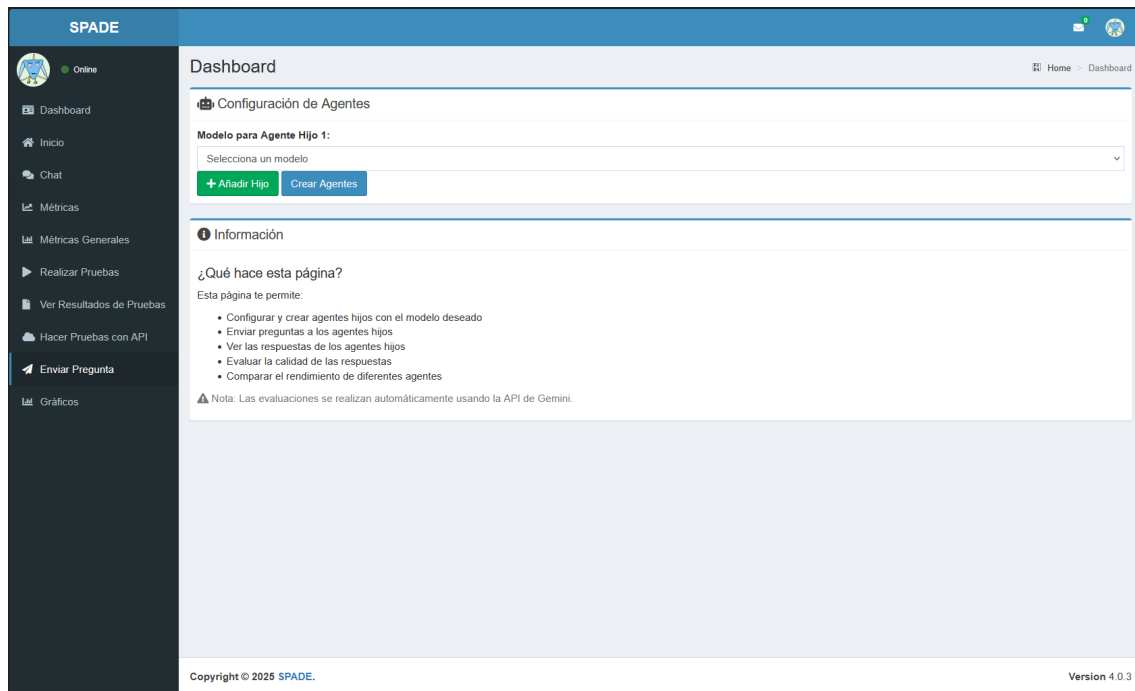 SPADE
0
Online
Dashboard
Inicio
Chat
Métricas
Métricas Generales
Realizar Pruebas
Ver Resultados de Pruebas
Hacer Pruebas con API
Enviar Pregunta
Gráficos
Dashboard
Home > Dashboard
Configuración de Agentes
Modelo para Agente Hijo 1:
Selecciona un modelo
+ Añadir Hijo
Crear Agentes
Información
¿Qué hace esta página?
Esta página te permite:
• Configurar y crear agentes hijos con el modelo deseado
• Enviar preguntas a los agentes hijos
• Ver las respuestas de los agentes hijos
• Evaluar la calidad de las respuestas
• Comparar el rendimiento de diferentes agentes
Nota: Las evaluaciones se realizan automáticamente usando la API de Gemini.
Copyright © 2025 SPADE.
Version 4.0.3